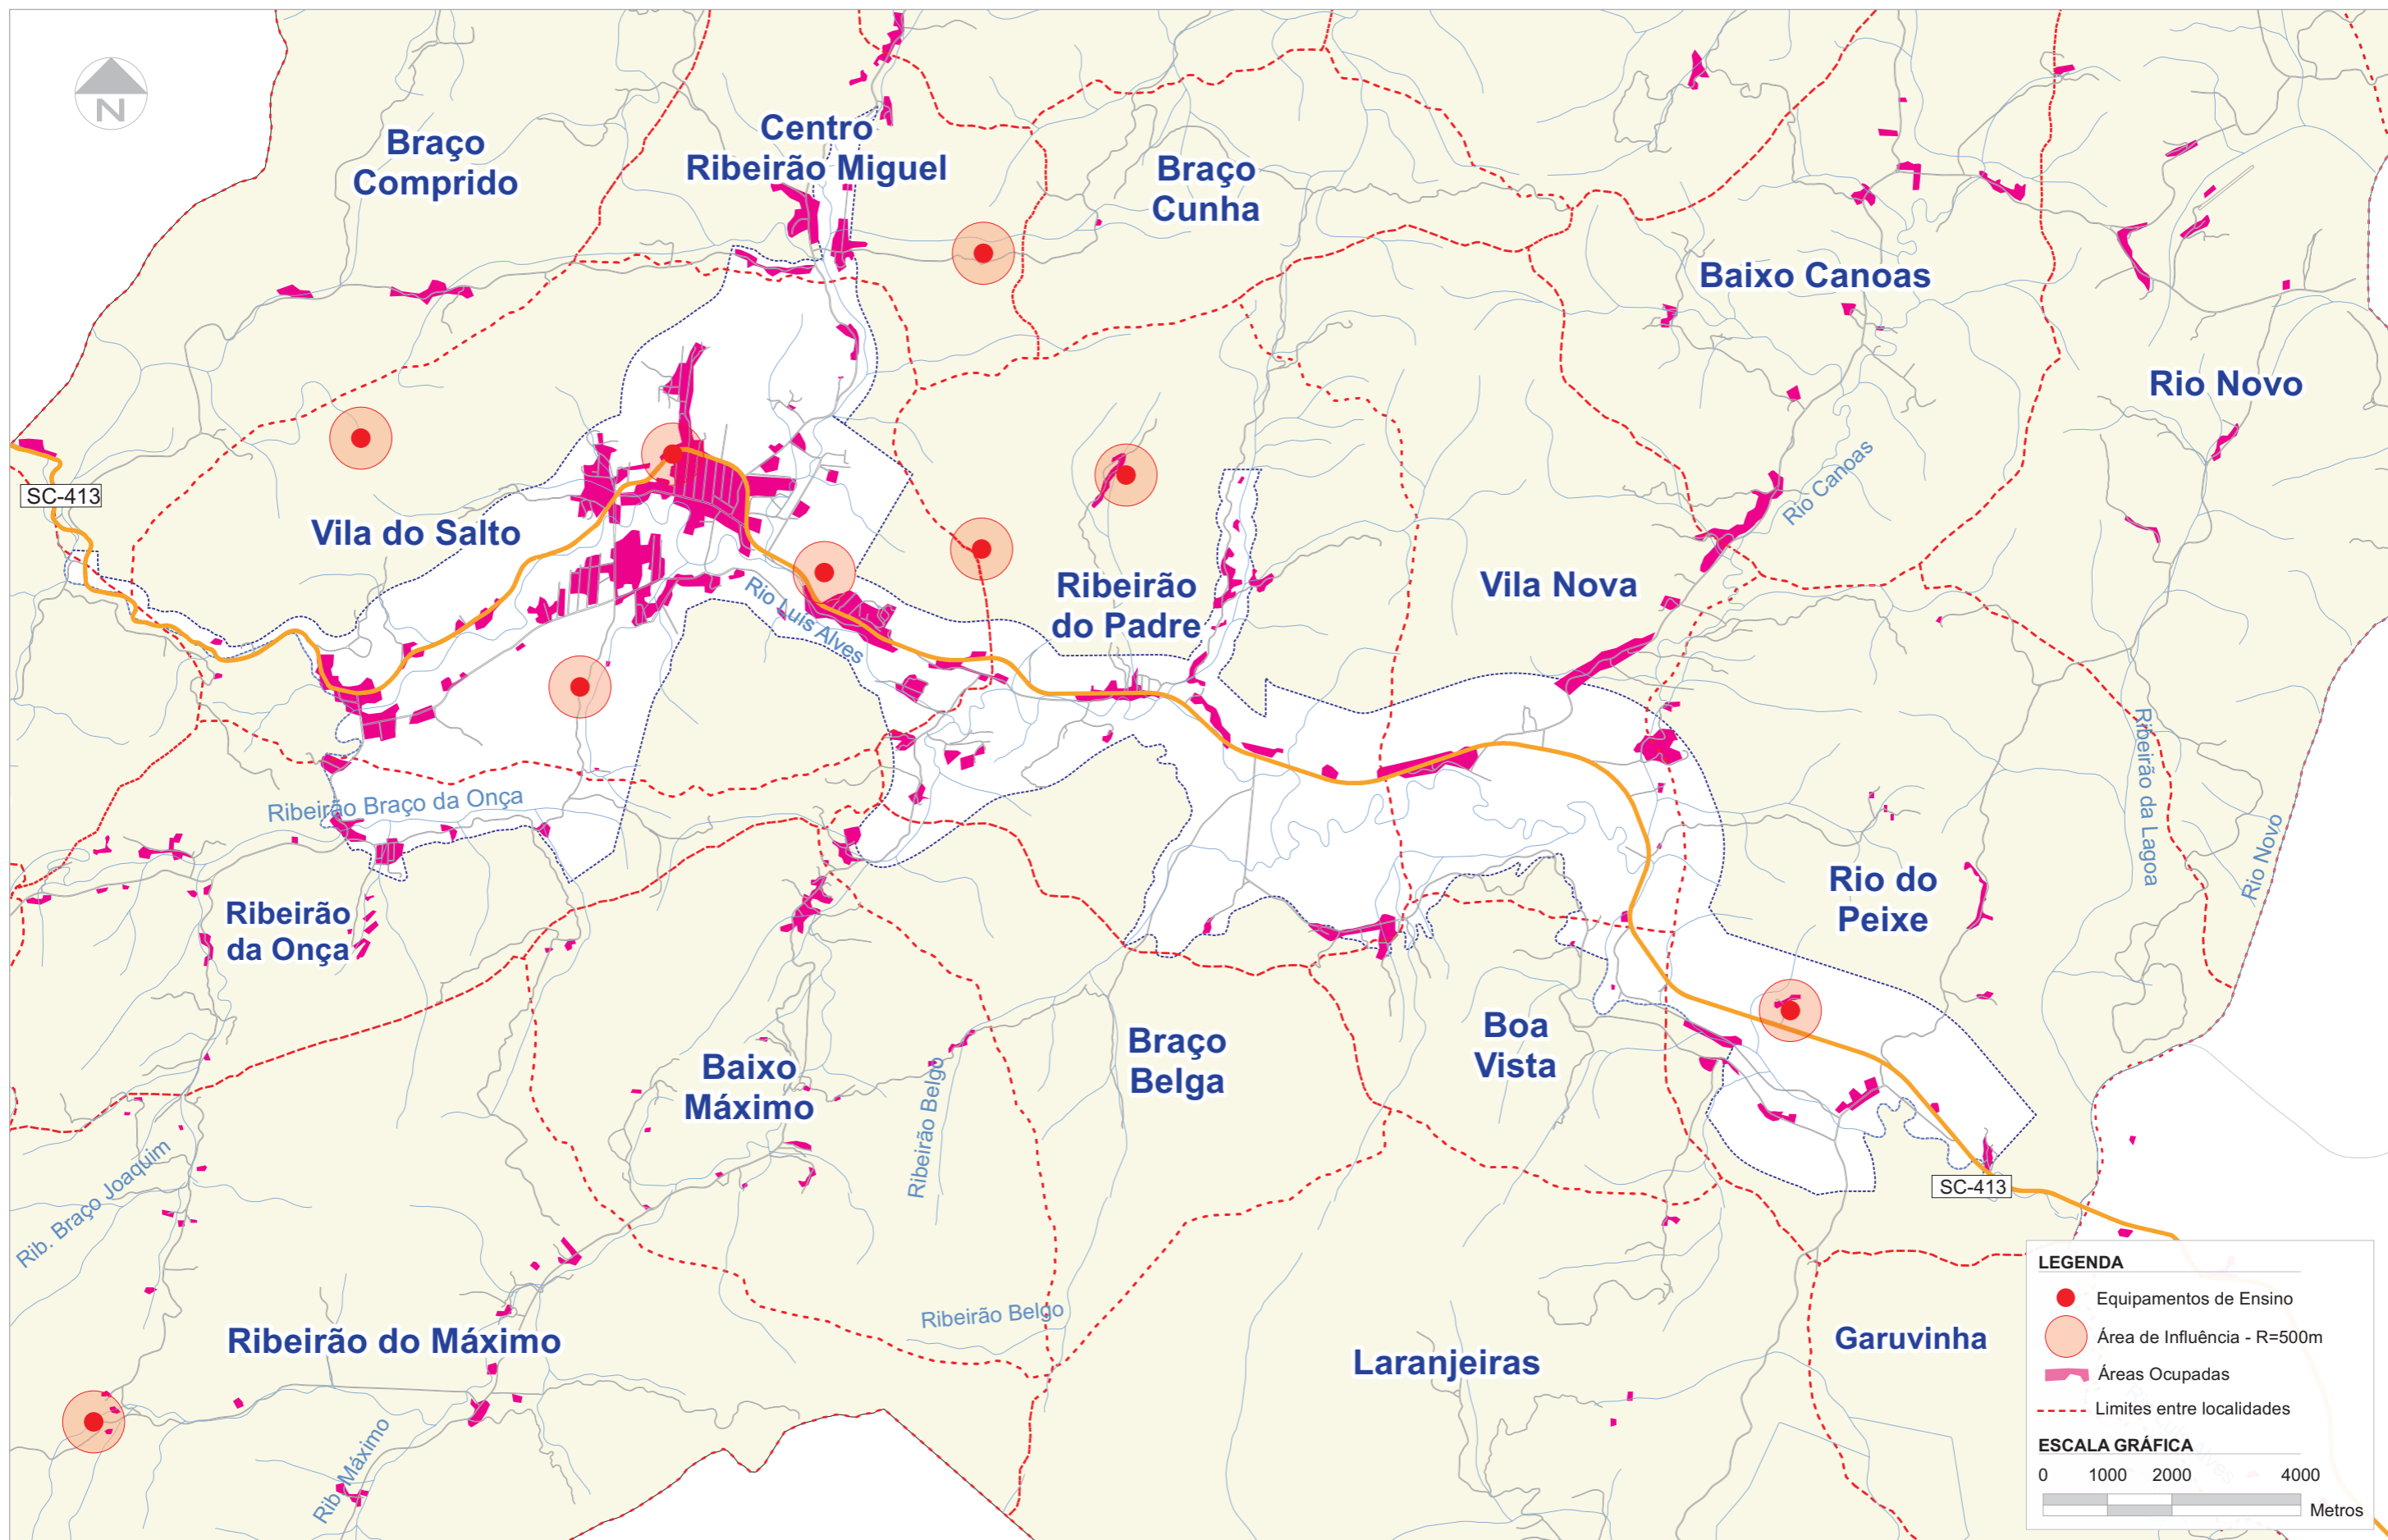 N
Braço
Comprido
Centro
Ribeirão Miguel
Braço
Cunha
Baixo Canoas
Rio Novo
SC-413
Vila do Salto
Rio Canoas
Ribeirão
do Padre
Vila Nova
Rio Luis Alves
Ribeirão Braço da Onça
Ribeirão da Lagoa
Rio Novo
Rio do
Peixe
Ribeirão
da Onça
Boa
Vista
Braço
Belga
Baixo
Máximo
Ribeirão Belgo
Rib. Braço Joaquim
SC-413
Ribeirão Belgo
Ribeirão do Máximo
Laranjeiras
Garuvinha
Rib. Máximo
LEGENDA
Equipamentos de Ensino
Área de Influência - R=500m
Áreas Ocupadas
Limites entre localidades
ESCALA GRÁFICA
0 1000 2000 4000
Metros